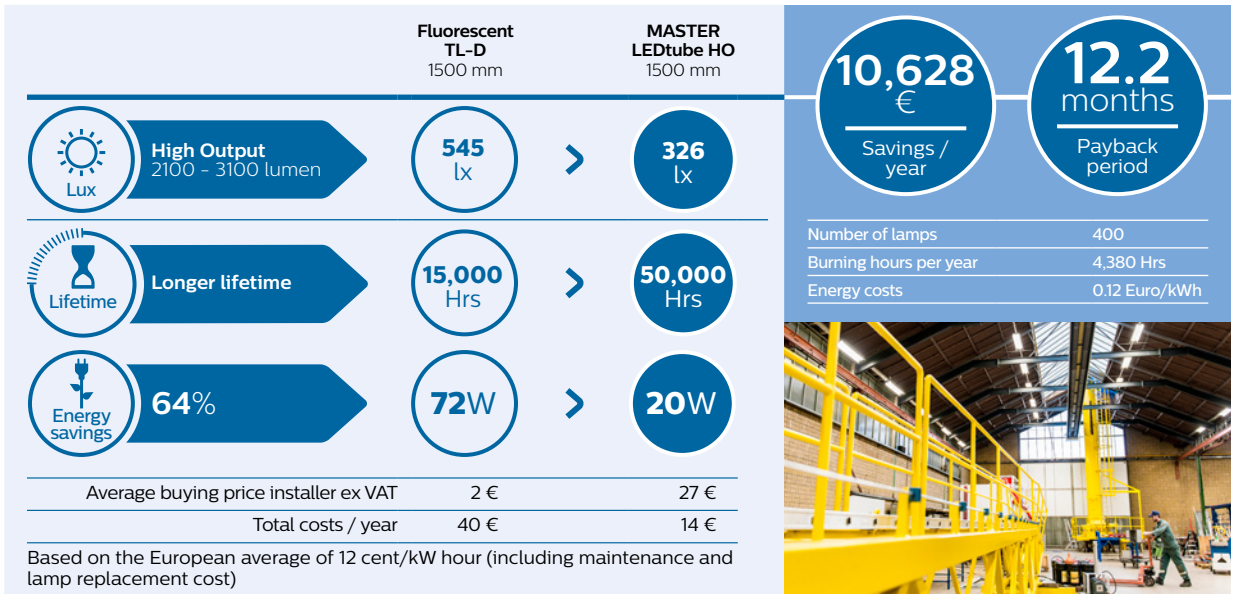 Fluorescent
TL-D
1500 mm
MASTER
LEDtube HO
1500 mm
Lux
High Output
2100 - 3100 lumen
545
lx
>
326
lx
Lifetime
Longer lifetime
15,000
Hrs
>
50,000
Hrs
Energy
savings
64%
72W
>
20W
Average buying price installer ex VAT 2 € 27 €
Total costs / year 40 € 14 €
Based on the European average of 12 cent/kW hour (including maintenance and
lamp replacement cost)
10,628
€
Savings /
year
12.2
months
Payback
period
Number of lamps 400
Burning hours per year 4,380 Hrs
Energy costs 0.12 Euro/kWh